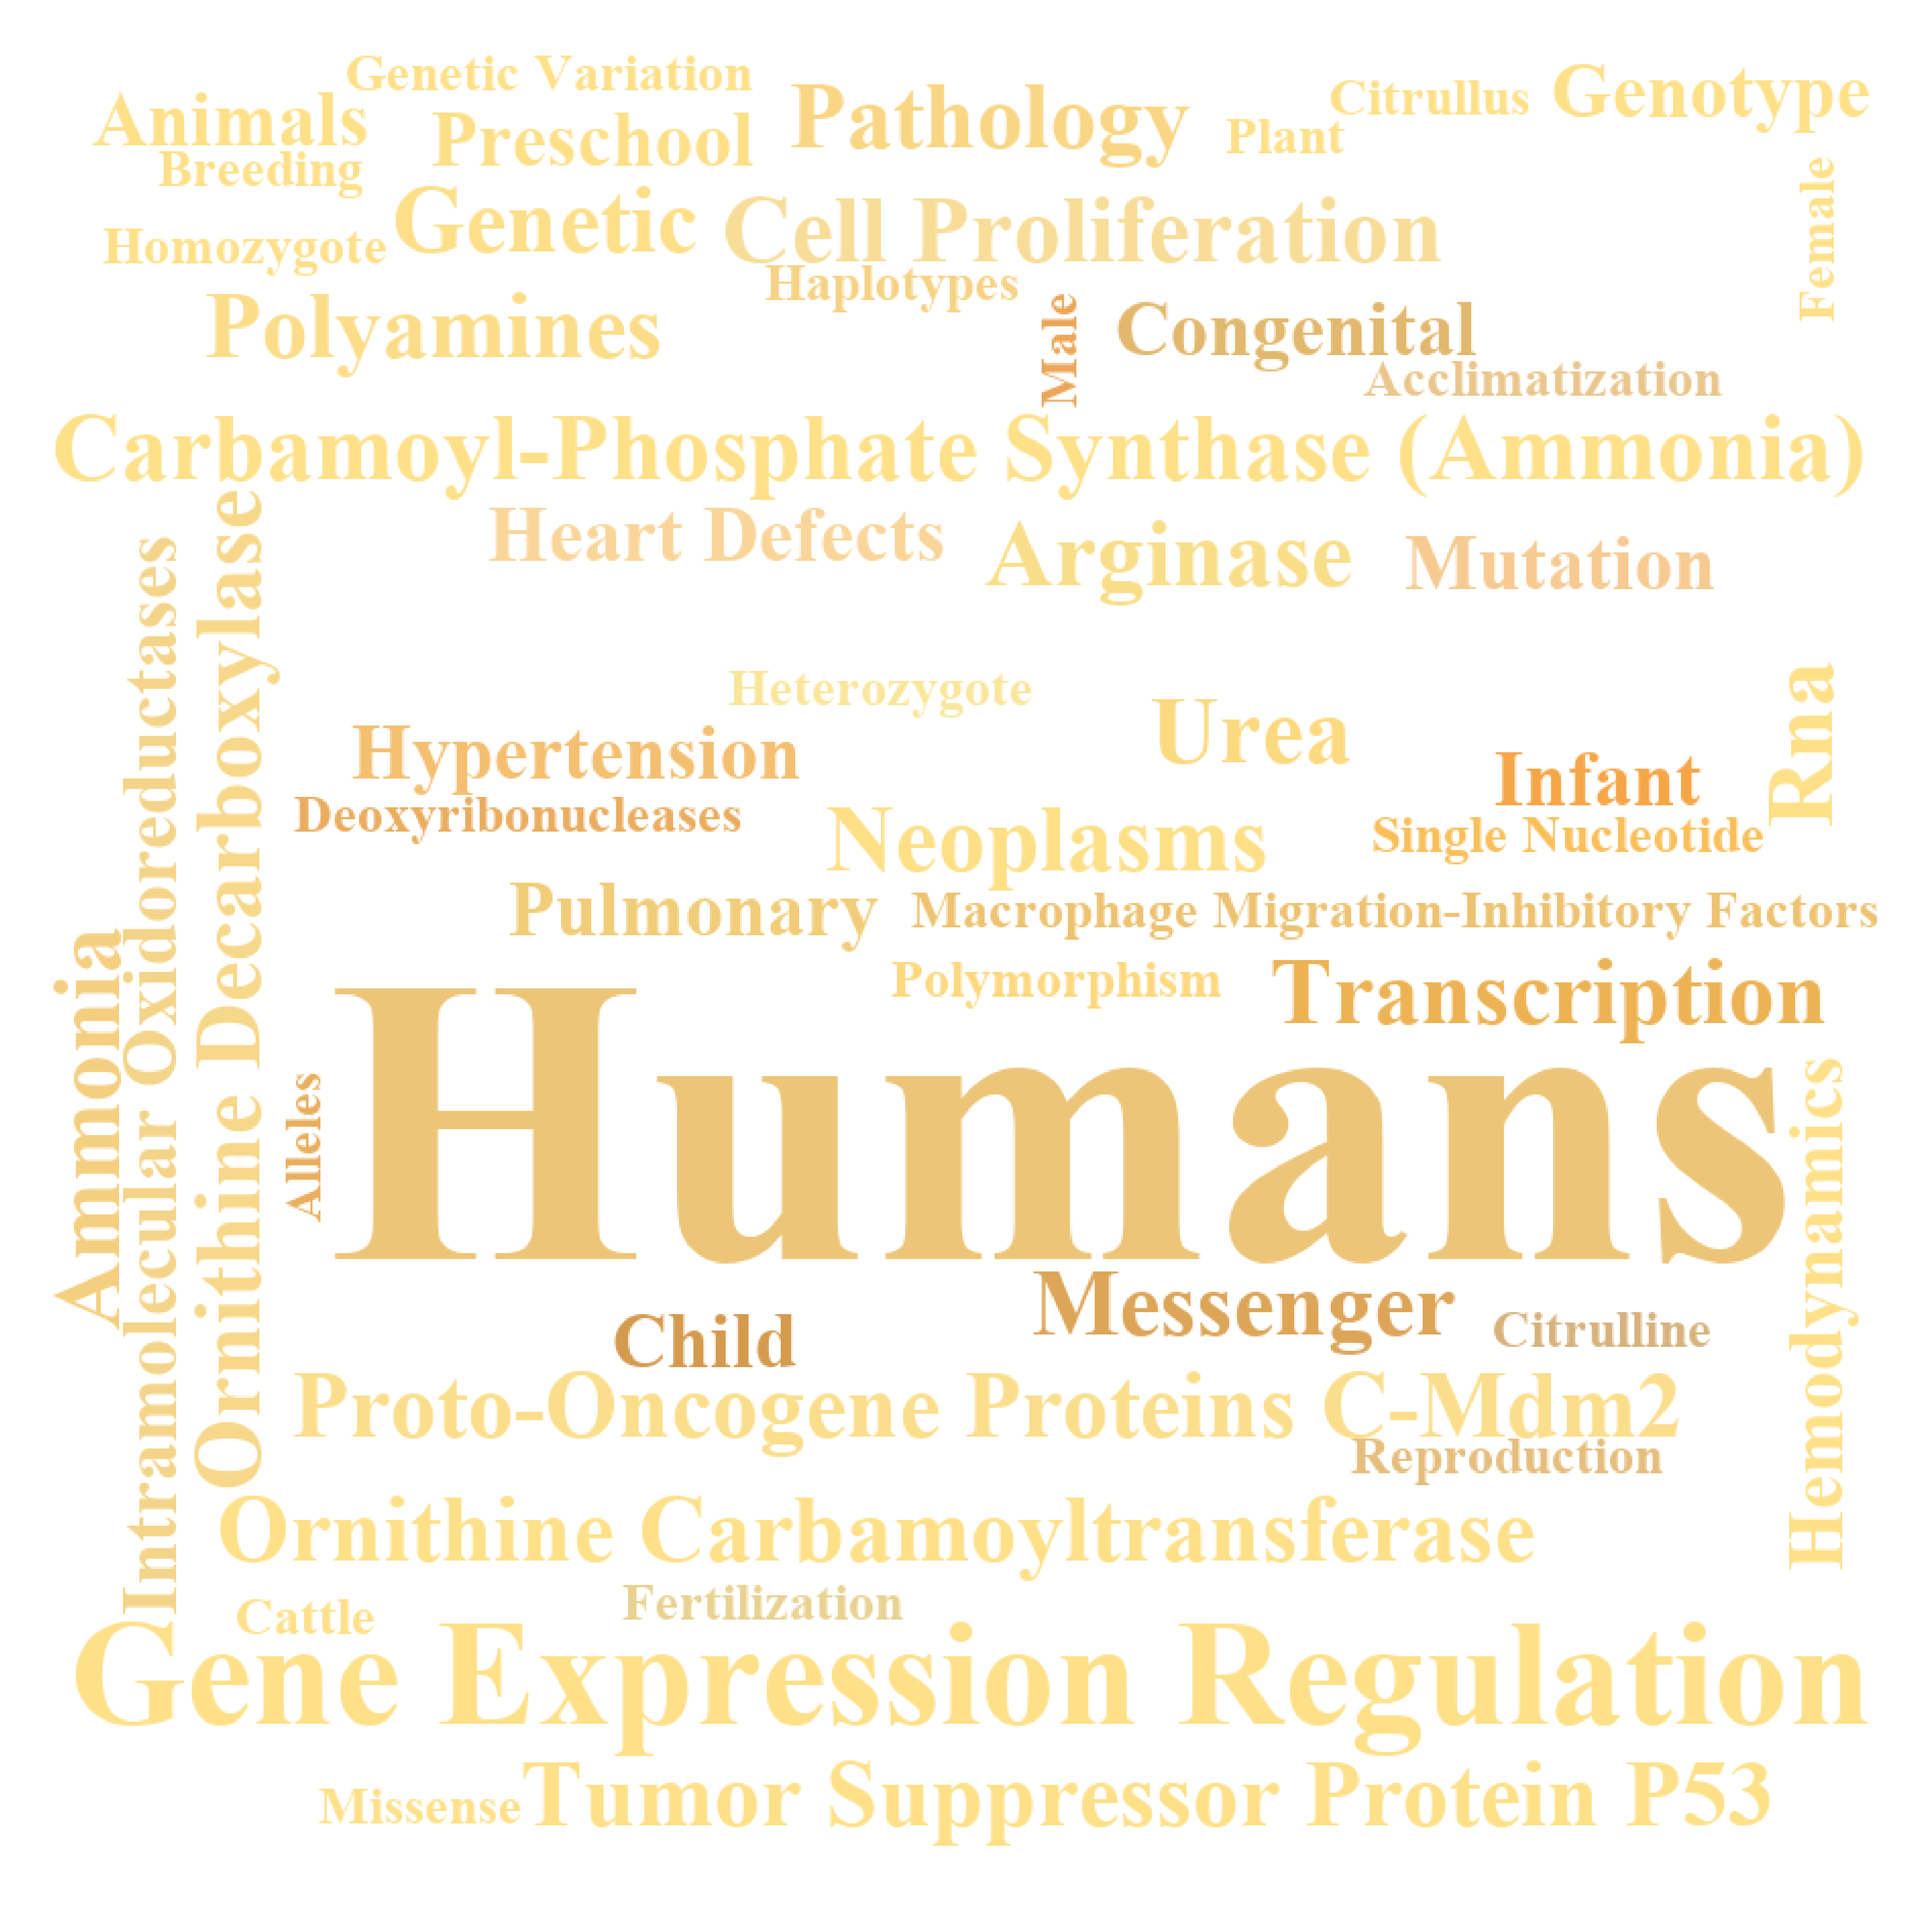 Genetic Variation
Animals
Preschool
Pathology
Citrullus
Genotype
Plant
Breeding
Genetic
Cell Proliferation
Female
Homozygote
Haplotypes
Polyamines
Male
Congenital
Acclimatization
Carbamoyl-Phosphate Synthase (Ammonia)
Heart Defects
Arginase
Mutation
Intramolecular Oxidoreductases
Ornithine Decarboxylase
Heterozygote
Urea
Rna
Hypertension
Infant
Deoxyribonucleases
Neoplasms
Single Nucleotide
Pulmonary
Macrophage Migration-Inhibitory Factors
Ammonia
Polymorphism
Transcription
Alleles
Humans
Hemodynamics
Child
Messenger
Citrulline
Proto-Oncogene Proteins C-Mdm2
Reproduction
Ornithine Carbamoyltransferase
Cattle
Fertilization
Gene Expression Regulation
Missense
Tumor Suppressor Protein P53